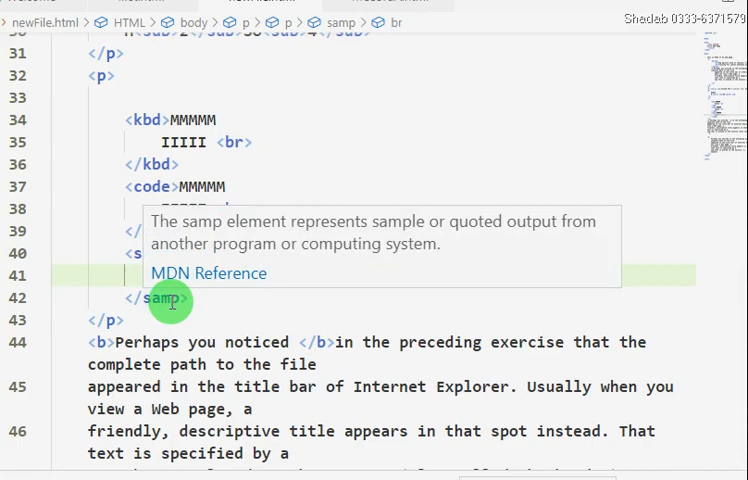 newFile.html > HTML > body > p > p > samp > br
Shadab 0333-6371579
31 </p>
32 <p>
33
34 <kbd>MMMMM
35 IIIII <br>
36 </kbd>
37 <code>MMMMM
38
The samp element represents sample or quoted output from
another program or computing system.
MDN Reference
40 <s
41
42 </samp>
43 </p>
44 <b>Perhaps you noticed </b>in the preceding exercise that the
complete path to the file
45 appeared in the title bar of Internet Explorer. Usually when you
view a Web page, a
46 friendly, descriptive title appears in that spot instead. That
text is specified by a